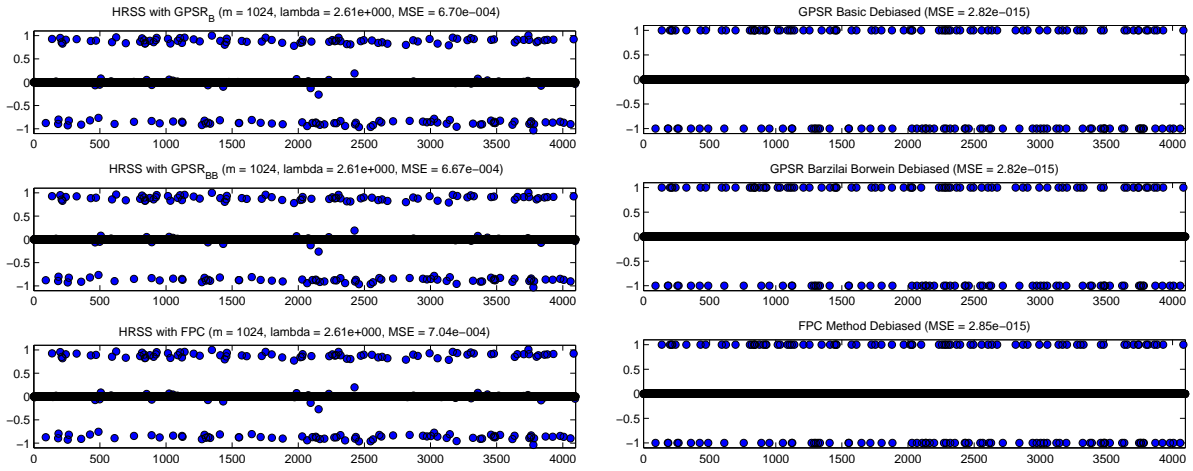 HRSS with GPSR_B (m = 1024, lambda = 2.61e+000, MSE = 6.70e−004)
1
0.5
0
−0.5
−1
0 500 1000 1500 2000 2500 3000 3500 4000
GPSR Basic Debiased (MSE = 2.82e−015)
1
0.5
0
−0.5
−1
0 500 1000 1500 2000 2500 3000 3500 4000
HRSS with GPSR_BB (m = 1024, lambda = 2.61e+000, MSE = 6.67e−004)
1
0.5
0
−0.5
−1
0 500 1000 1500 2000 2500 3000 3500 4000
GPSR Barzilai Borwein Debiased (MSE = 2.82e−015)
1
0.5
0
−0.5
−1
0 500 1000 1500 2000 2500 3000 3500 4000
HRSS with FPC (m = 1024, lambda = 2.61e+000, MSE = 7.04e−004)
1
0.5
0
−0.5
−1
0 500 1000 1500 2000 2500 3000 3500 4000
FPC Method Debiased (MSE = 2.85e−015)
1
0.5
0
−0.5
−1
0 500 1000 1500 2000 2500 3000 3500 4000